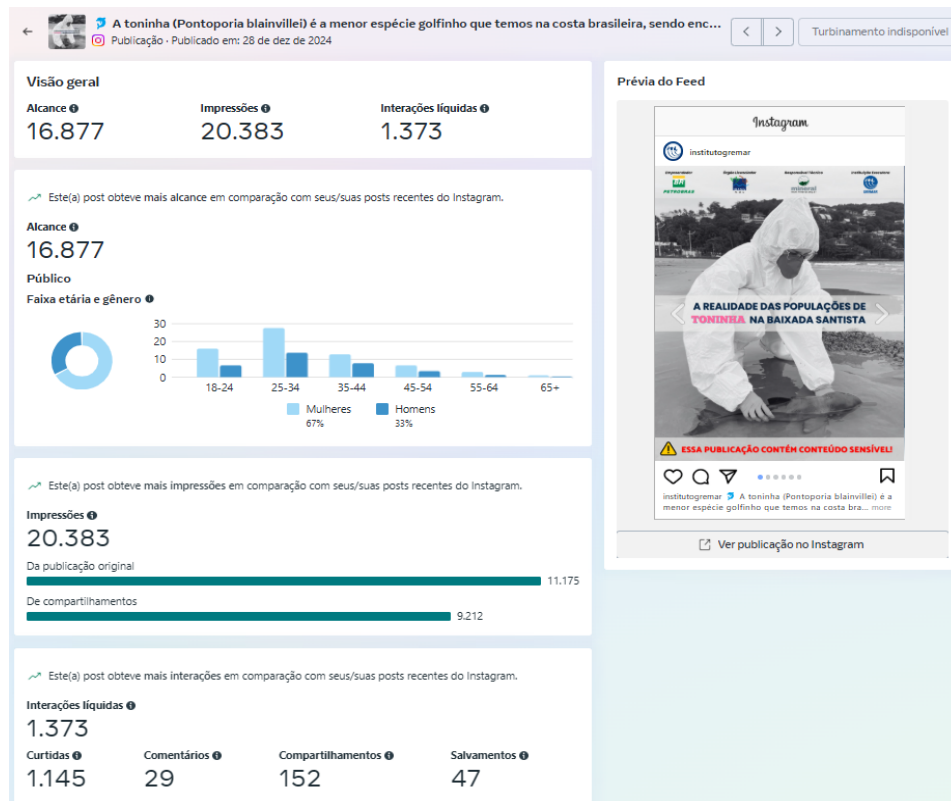 A toninha (Pontoporia blainvillei) é a menor espécie golfinho que temos na costa brasileira, sendo enc...
Publicação · Publicado em: 28 de dez de 2024
Turbinamento indisponível
Visão geral
Alcance
Impressões
Interações líquidas
16.877
20.383
1.373
Este(a) post obteve mais alcance em comparação com seus/suas posts recentes do Instagram.
Alcance
16.877
Público
Faixa etária e gênero
30
20
10
0
18-24
25-34
35-44
45-54
55-64
65+
Mulheres
67%
Homens
33%
Este(a) post obteve mais impressões em comparação com seus/suas posts recentes do Instagram.
Impressões
20.383
Da publicação original
11.175
De compartilhamentos
9.212
Este(a) post obteve mais interações em comparação com seus/suas posts recentes do Instagram.
Interações líquidas
1.373
Curtidas
Comentários
Compartilhamentos
Salvamentos
1.145
29
152
47
Prévia do Feed
Instagram
institutogremar
PETROBRAS
A REALIDADE DAS POPULAÇÕES DE
TONINHA NA BAIXADA SANTISTA
ESSA PUBLICAÇÃO CONTÉM CONTEÚDO SENSÍVEL!
institutogremar A toninha (Pontoporia blainvillei) é a
menor espécie golfinho que temos na costa bra... more
Ver publicação no Instagram